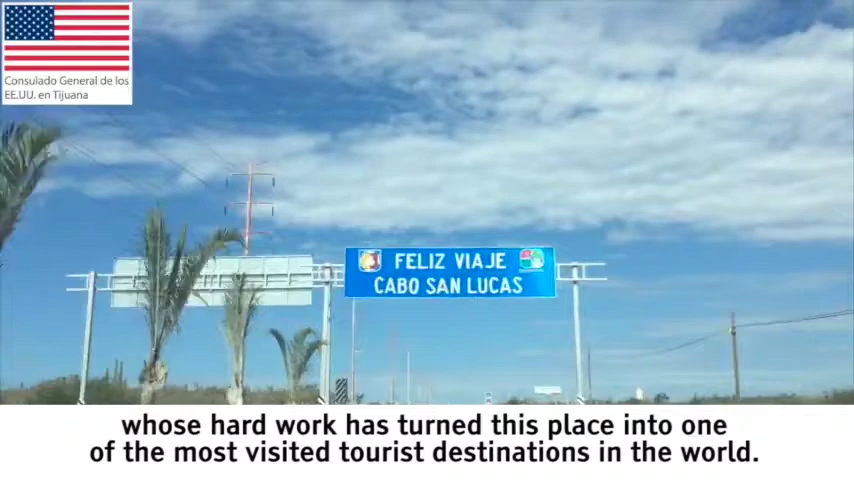 Consulado General de los
EE.UU. en Tijuana
FELIZ VIAJE
CABO SAN LUCAS
whose hard work has turned this place into one
of the most visited tourist destinations in the world.